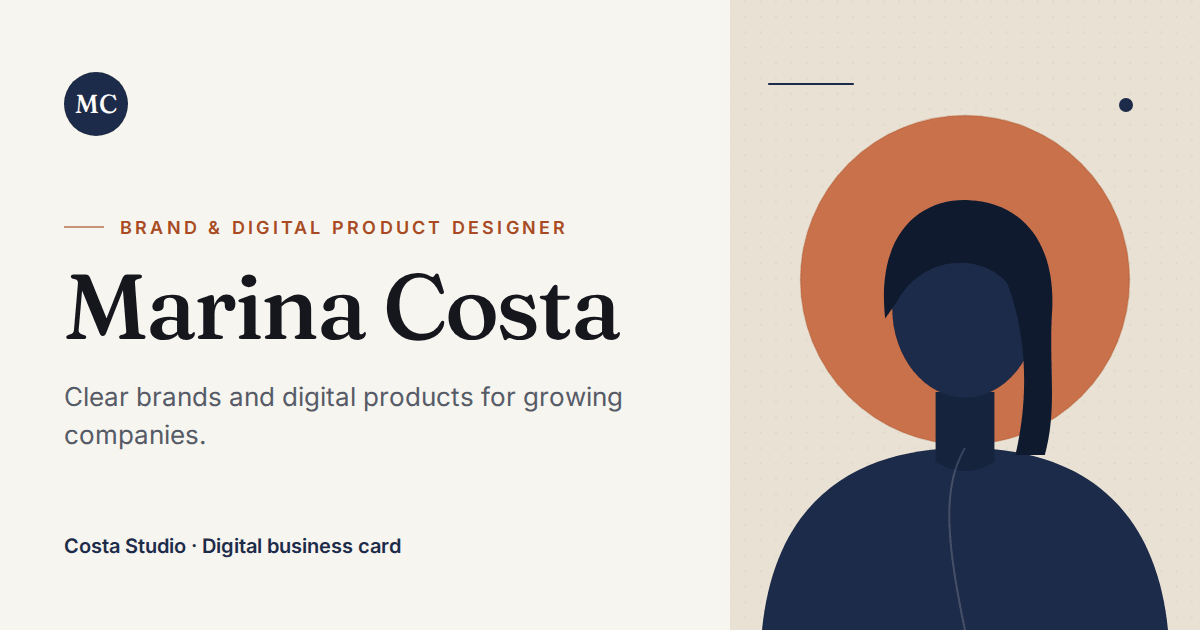 MC
BRAND & DIGITAL PRODUCT DESIGNER
Marina Costa
Clear brands and digital products for growing
companies.
Costa Studio · Digital business card